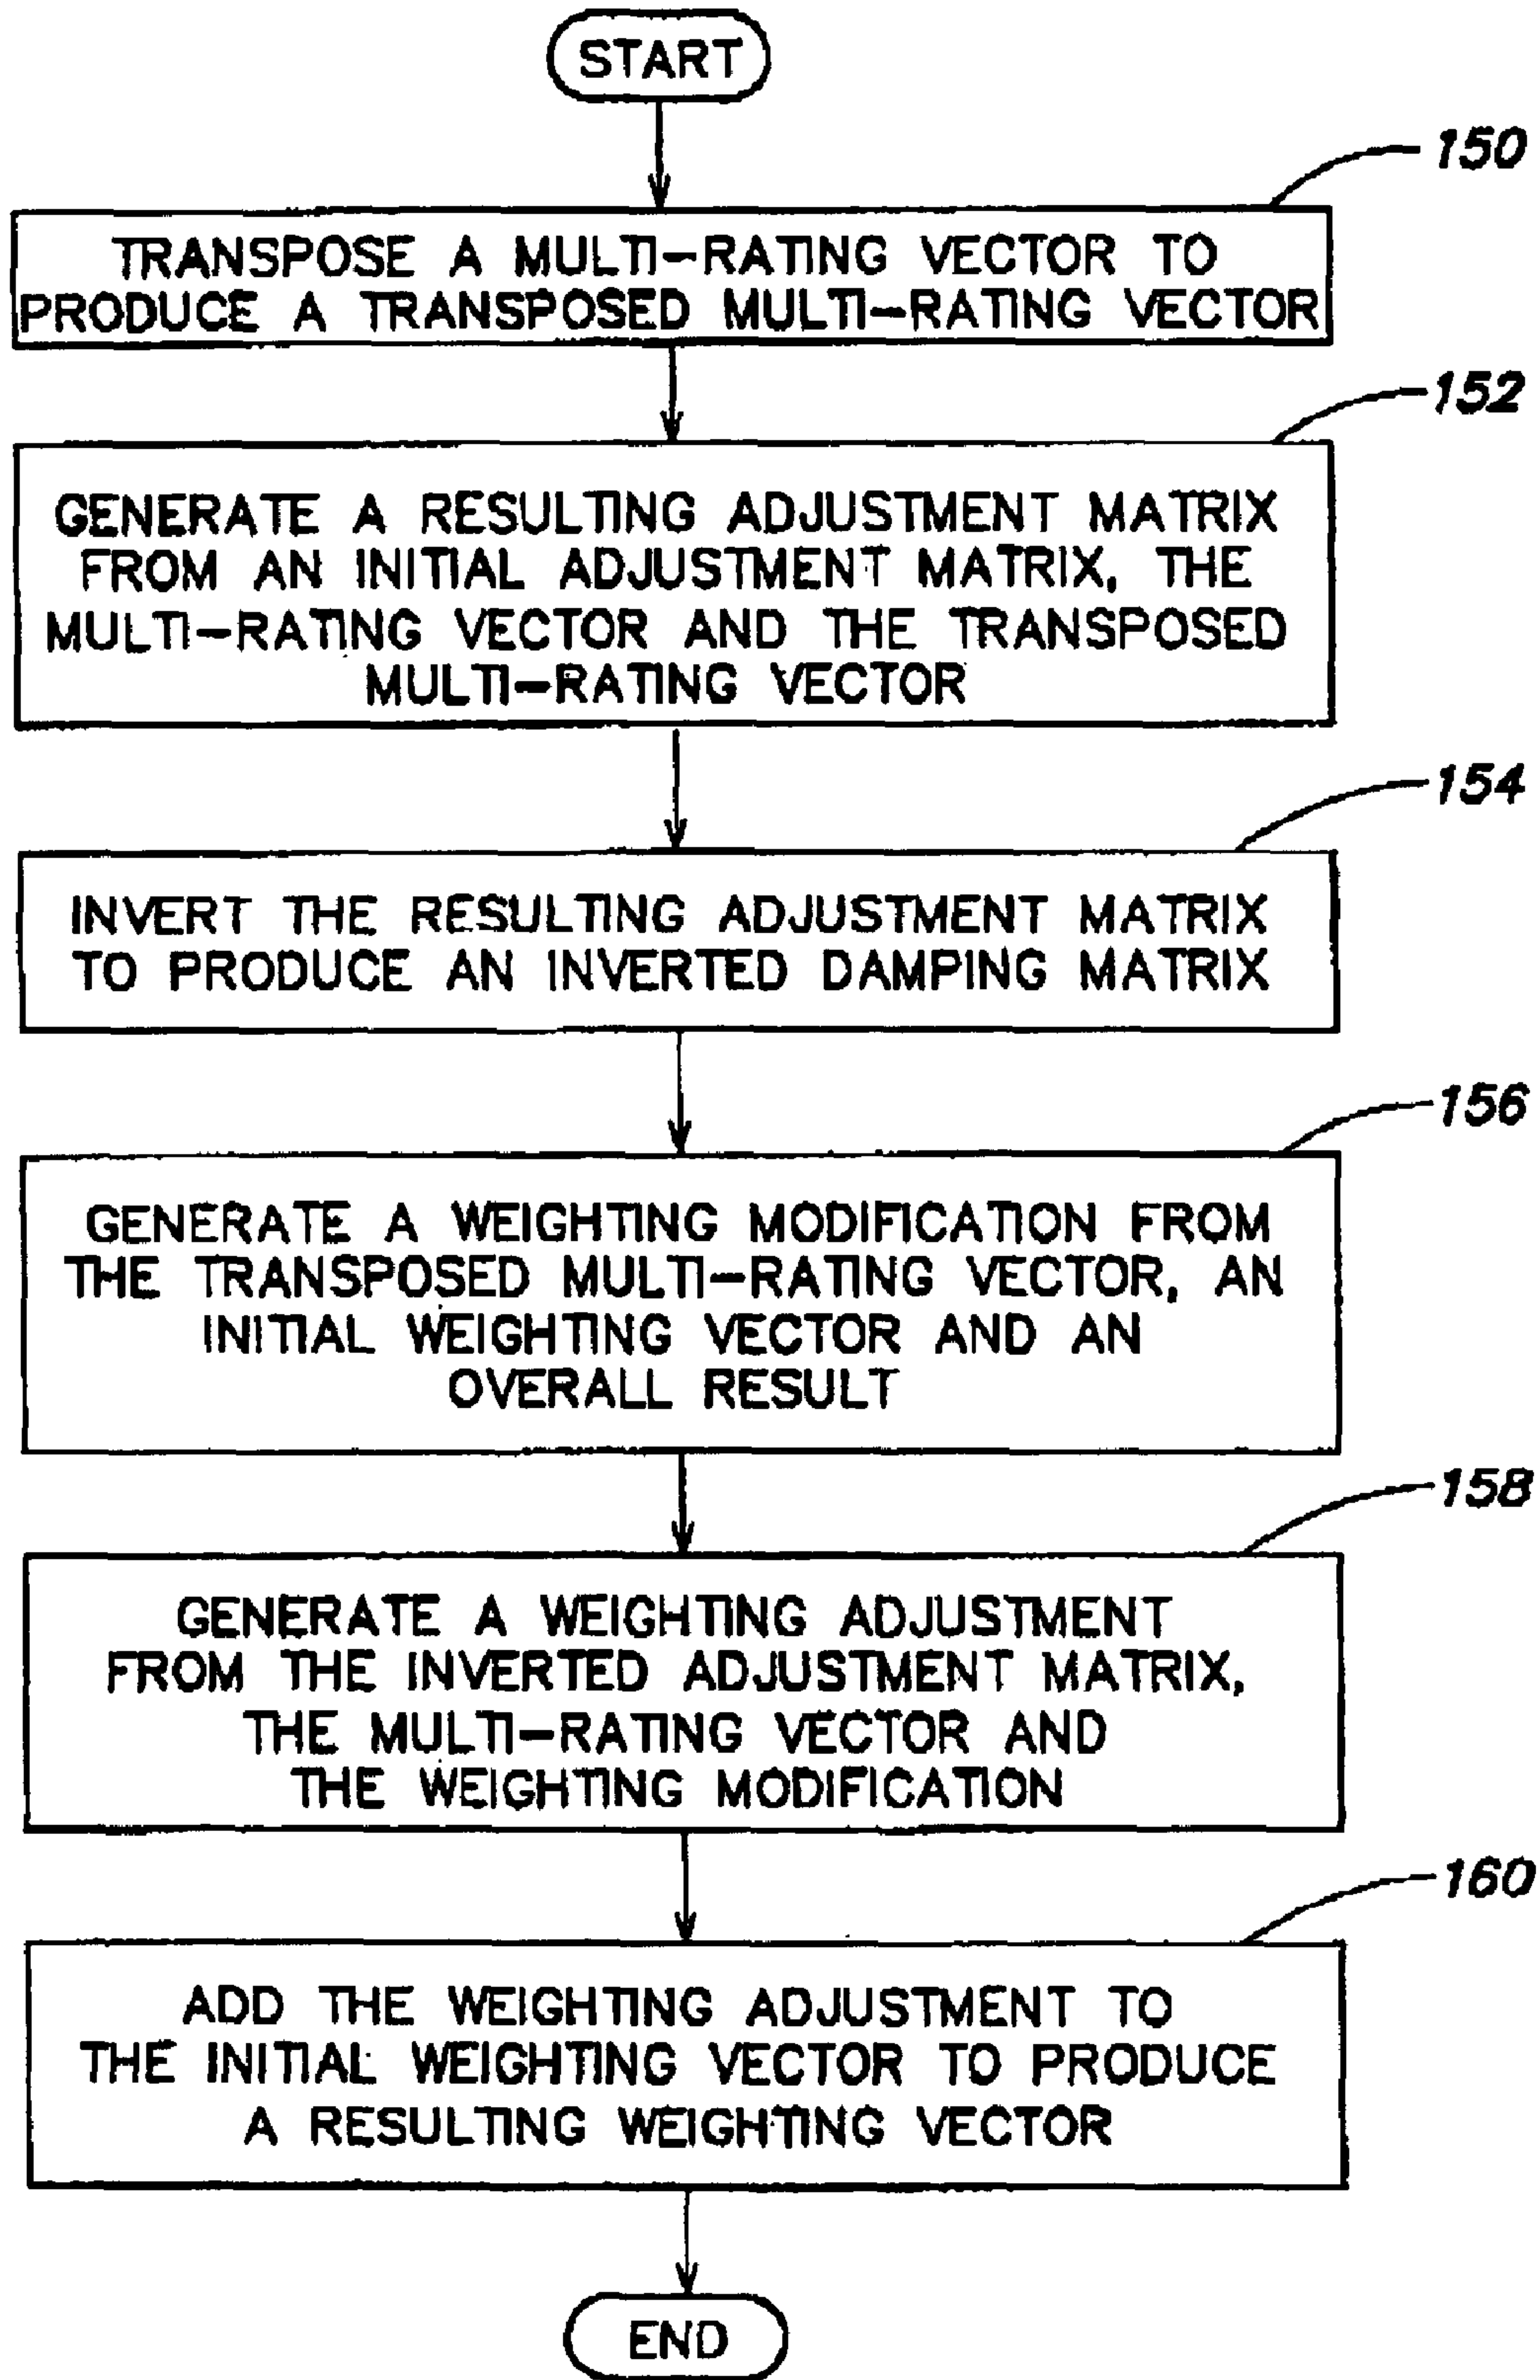 START
150
TRANSPOSE A MULTI-RATING VECTOR TO
PRODUCE A TRANSPOSED MULTI-RATING VECTOR
152
GENERATE A RESULTING ADJUSTMENT MATRIX
FROM AN INITIAL ADJUSTMENT MATRIX, THE
MULTI-RATING VECTOR AND THE TRANSPOSED
MULTI-RATING VECTOR
154
INVERT THE RESULTING ADJUSTMENT MATRIX
TO PRODUCE AN INVERTED DAMPING MATRIX
156
GENERATE A WEIGHTING MODIFICATION FROM
THE TRANSPOSED MULTI-RATING VECTOR, AN
INITIAL WEIGHTING VECTOR AND AN
OVERALL RESULT
158
GENERATE A WEIGHTING ADJUSTMENT
FROM THE INVERTED ADJUSTMENT MATRIX,
THE MULTI-RATING VECTOR AND
THE WEIGHTING MODIFICATION
160
ADD THE WEIGHTING ADJUSTMENT TO
THE INITIAL WEIGHTING VECTOR TO PRODUCE
A RESULTING WEIGHTING VECTOR
END